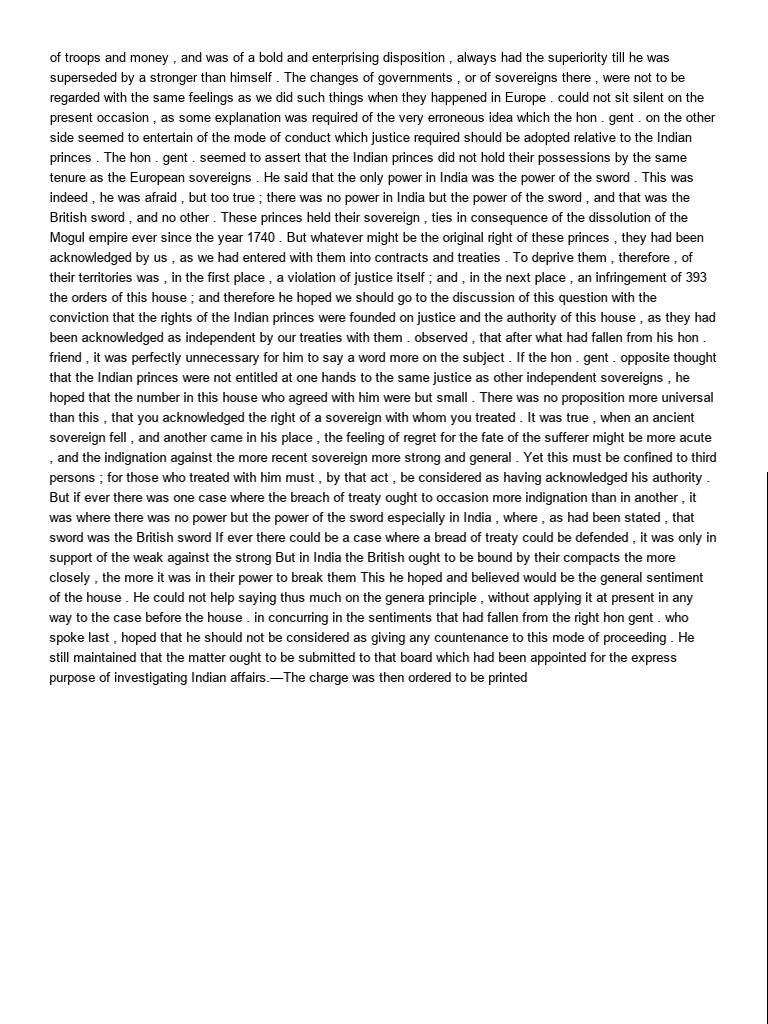 of troops and money , and was of a bold and enterprising disposition , always had the superiority till he was
superseded by a stronger than himself . The changes of governments , or of sovereigns there , were not to be
regarded with the same feelings as we did such things when they happened in Europe . could not sit silent on the
present occasion , as some explanation was required of the very erroneous idea which the hon . gent . on the other
side seemed to entertain of the mode of conduct which justice required should be adopted relative to the Indian
princes . The hon . gent . seemed to assert that the Indian princes did not hold their possessions by the same
tenure as the European sovereigns . He said that the only power in India was the power of the sword . This was
indeed , he was afraid , but too true ; there was no power in India but the power of the sword , and that was the
British sword , and no other . These princes held their sovereign , ties in consequence of the dissolution of the
Mogul empire ever since the year 1740 . But whatever might be the original right of these princes , they had been
acknowledged by us , as we had entered with them into contracts and treaties . To deprive them , therefore , of
their territories was , in the first place , a violation of justice itself ; and , in the next place , an infringement of 393
the orders of this house ; and therefore he hoped we should go to the discussion of this question with the
conviction that the rights of the Indian princes were founded on justice and the authority of this house , as they had
been acknowledged as independent by our treaties with them . observed , that after what had fallen from his hon .
friend , it was perfectly unnecessary for him to say a word more on the subject . If the hon . gent . opposite thought
that the Indian princes were not entitled at one hands to the same justice as other independent sovereigns , he
hoped that the number in this house who agreed with him were but small . There was no proposition more universal
than this , that you acknowledged the right of a sovereign with whom you treated . It was true , when an ancient
sovereign fell , and another came in his place , the feeling of regret for the fate of the sufferer might be more acute
, and the indignation against the more recent sovereign more strong and general . Yet this must be confined to third
persons ; for those who treated with him must , by that act , be considered as having acknowledged his authority .
But if ever there was one case where the breach of treaty ought to occasion more indignation than in another , it
was where there was no power but the power of the sword especially in India , where , as had been stated , that
sword was the British sword If ever there could be a case where a bread of treaty could be defended , it was only in
support of the weak against the strong But in India the British ought to be bound by their compacts the more
closely , the more it was in their power to break them This he hoped and believed would be the general sentiment
of the house . He could not help saying thus much on the genera principle , without applying it at present in any
way to the case before the house . in concurring in the sentiments that had fallen from the right hon gent . who
spoke last , hoped that he should not be considered as giving any countenance to this mode of proceeding . He
still maintained that the matter ought to be submitted to that board which had been appointed for the express
purpose of investigating Indian affairs.—The charge was then ordered to be printed